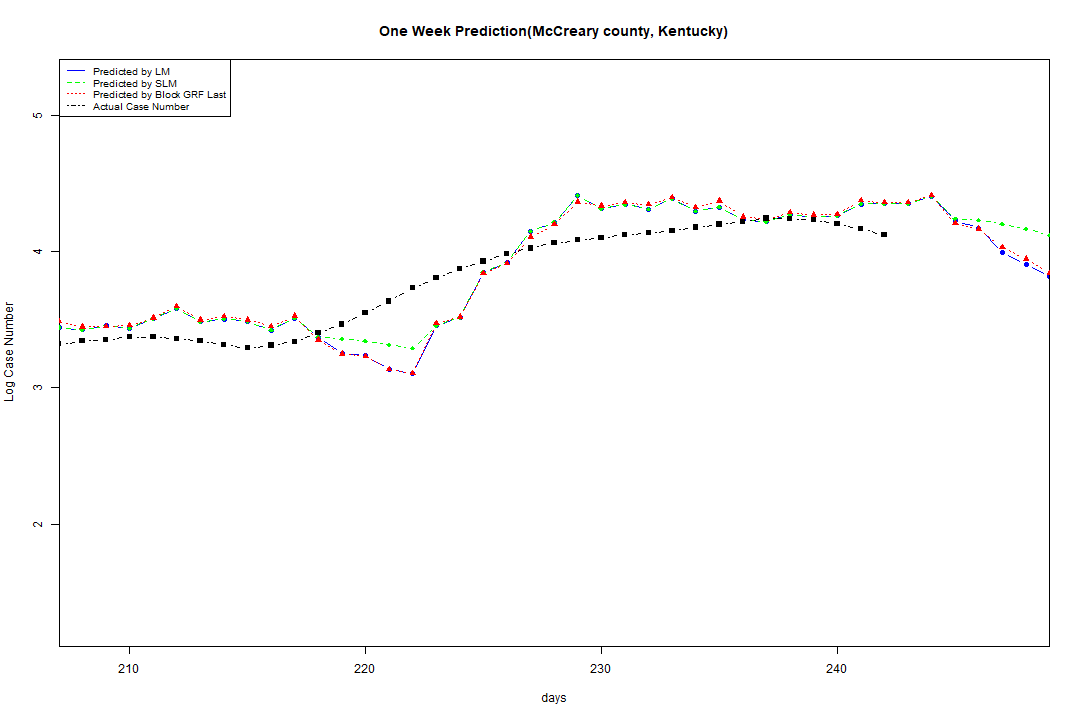 One Week Prediction(McCreary county, Kentucky)
Predicted by LM
Predicted by SLM
Predicted by Block GRF Last
Actual Case Number
5
4
3
2
Log Case Number
210 220 230 240
days